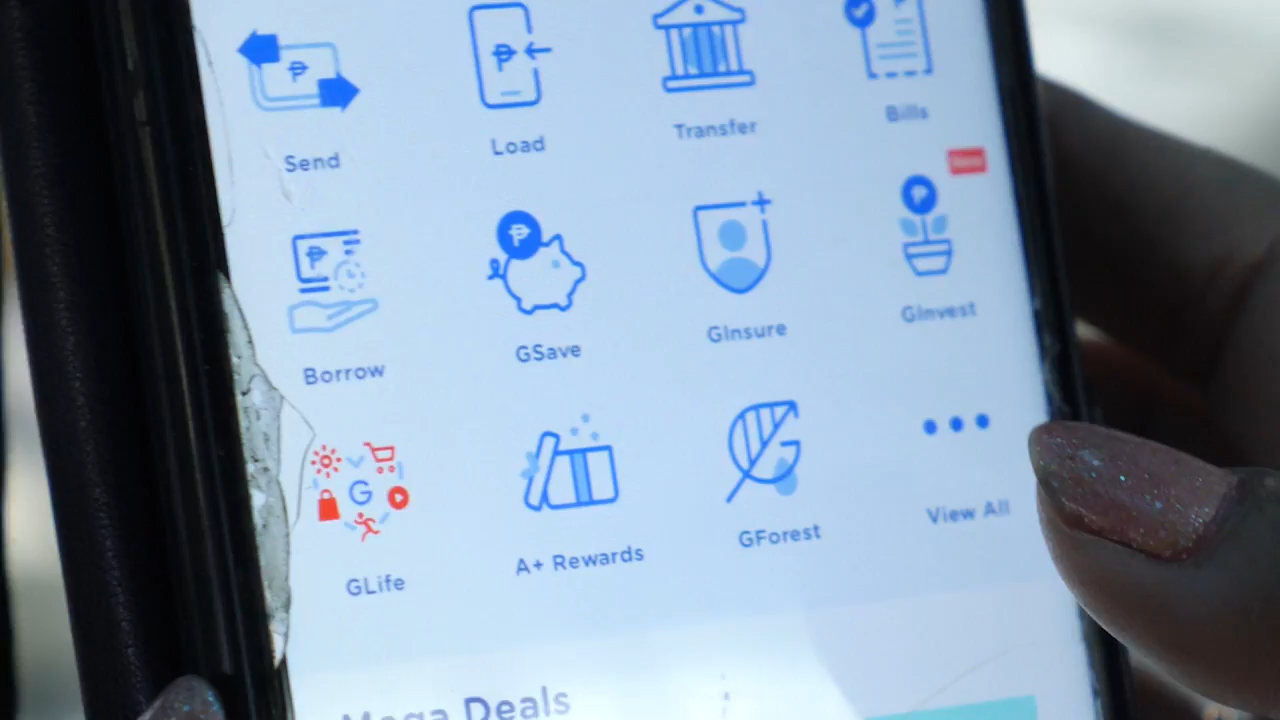 Send
Load
Transfer
Bills
Borrow
GSave
GInsure
GInvest
GLife
A+ Rewards
GForest
View All
Mega Deals